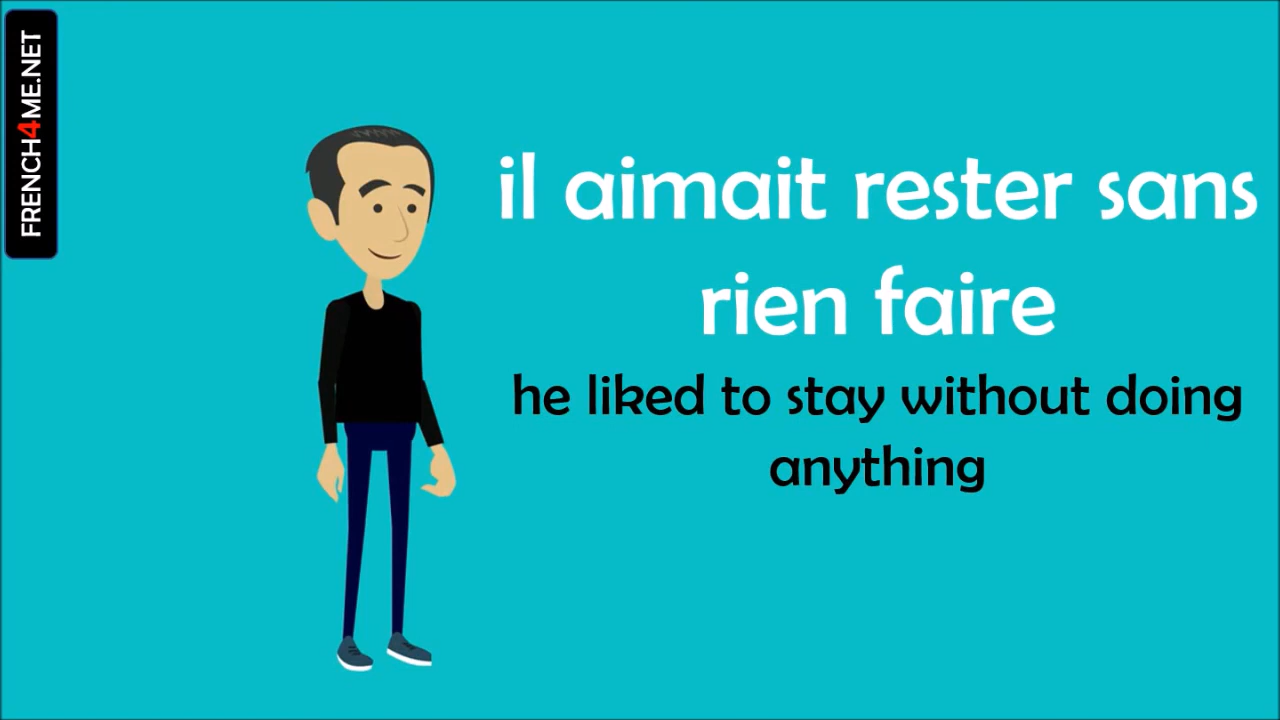 FRENCH4ME.NET
il aimait rester sans
rien faire
he liked to stay without doing
anything